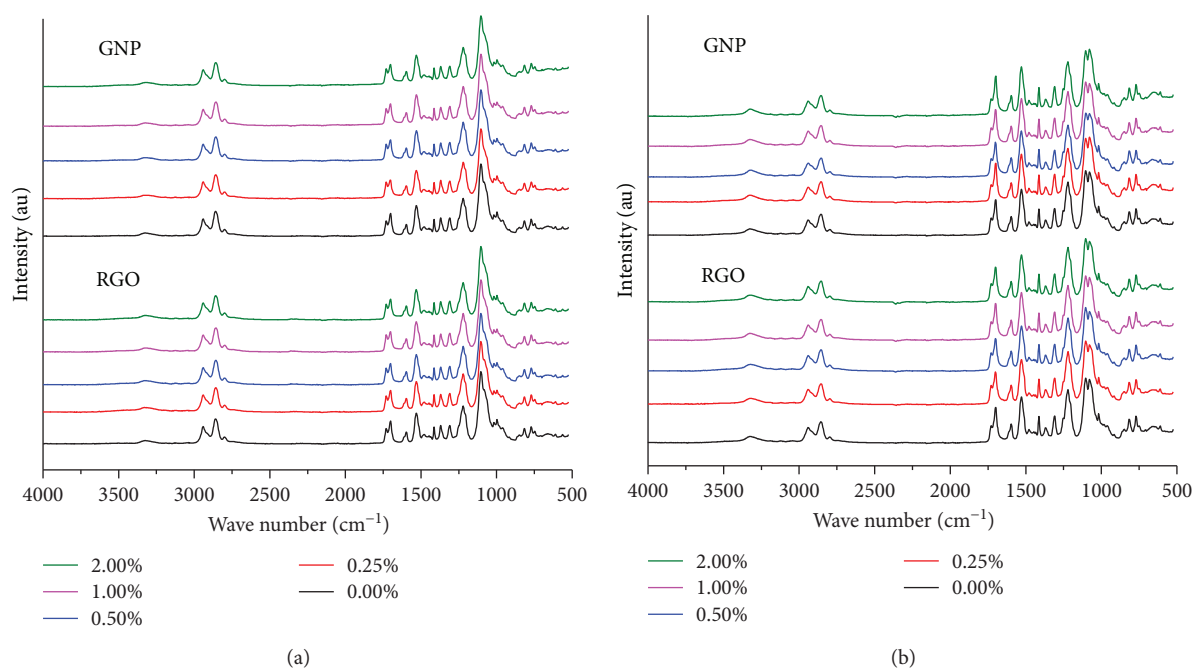 GNP
RGO
Intensity (au)
4000 3500 3000 2500 2000 1500 1000 500
Wave number (cm⁻¹)
2.00%
1.00%
0.50%
0.25%
0.00%
(a)
GNP
RGO
Intensity (au)
4000 3500 3000 2500 2000 1500 1000 500
Wave number (cm⁻¹)
2.00%
1.00%
0.50%
0.25%
0.00%
(b)